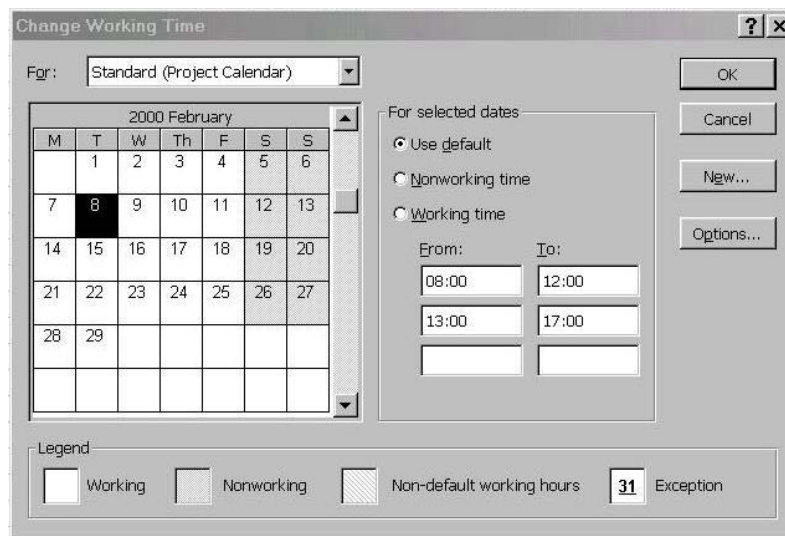 Change Working Time
For: Standard (Project Calendar)
OK
Cancel
New...
Options...
2000 February
M T W Th F S S
1 2 3 4 5 6
7 8 9 10 11 12 13
14 15 16 17 18 19 20
21 22 23 24 25 26 27
28 29
For selected dates
Use default
Nonworking time
Working time
From: To:
08:00 12:00
13:00 17:00
Legend
Working Nonworking Non-default working hours 31 Exception